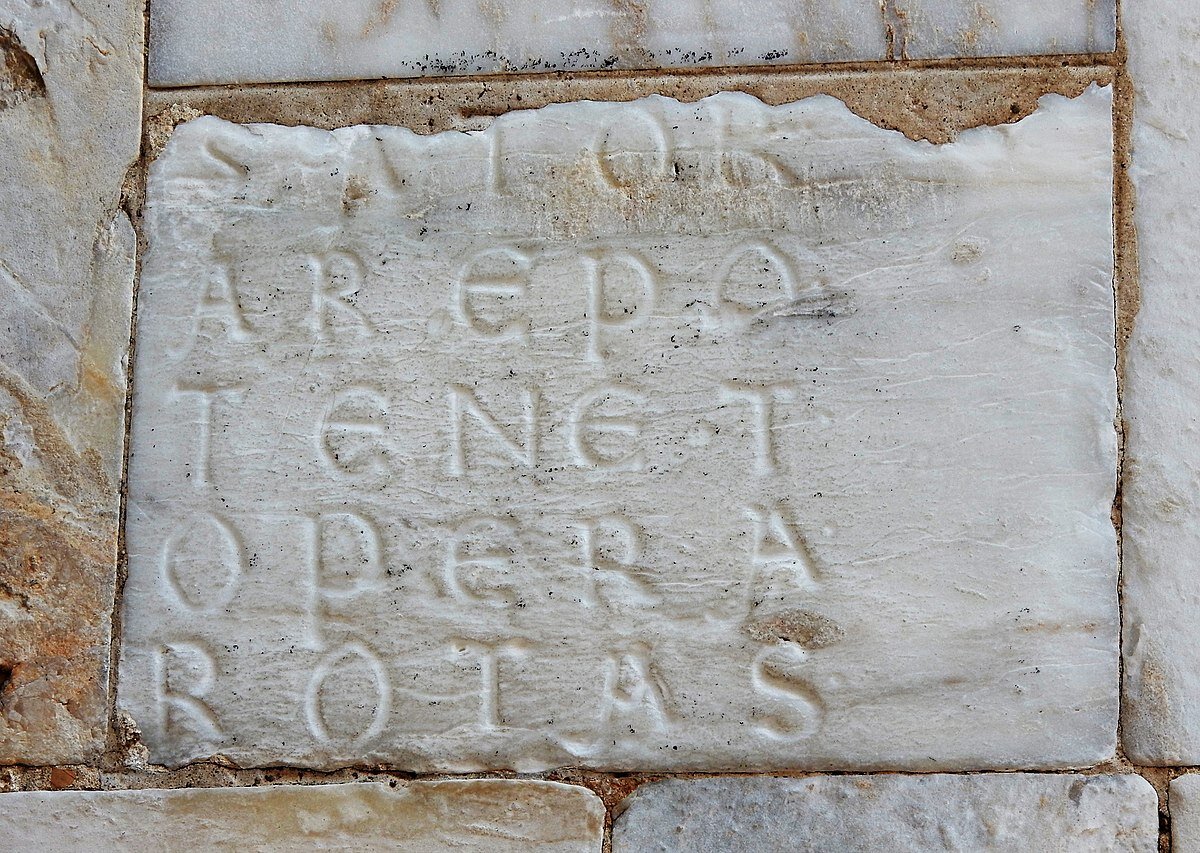 SATOR
AREPO
TENET
OPERA
ROTAS